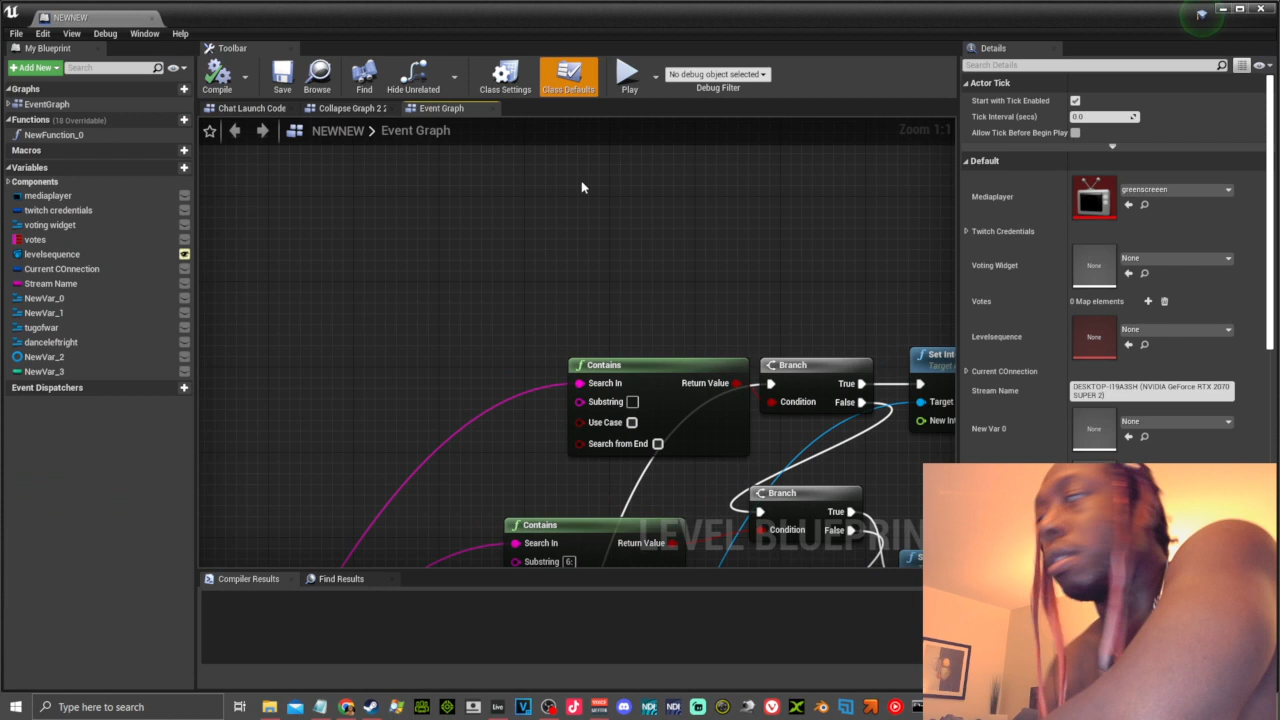 NEWNEW
File Edit View Debug Window Help
My Blueprint
Toolbar
Details
+Add New
Search
Compile
Save
Browse
Find
Hide Unrelated
Class Settings
Class Defaults
Play
No debug object selected
Debug Filter
Search Details
Graphs
EventGraph
Functions (18 Overridable)
NewFunction_0
Macros
Variables
Components
mediaplayer
twitch credentials
voting widget
votes
levelsequence
Current COnnection
Stream Name
NewVar_0
NewVar_1
tugofwar
danceleftright
NewVar_2
NewVar_3
Event Dispatchers
Chat Launch Code
Collapse Graph 2 2
Event Graph
NEWNEW > Event Graph
Zoom 1:1
Contains
Search In
Return Value
Substring
Use Case
Search from End
Branch
True
Condition
False
Set Int
Target
Target
New Int
Branch
True
Condition
False
Contains
Search In
Return Value
Substring 6:
LEVEL BLUEPRIN
Actor Tick
Start with Tick Enabled
Tick Interval (secs) 0.0
Allow Tick Before Begin Play
Default
Mediaplayer
greenscreeen
Twitch Credentials
Voting Widget
None
None
Votes
0 Map elements
Levelsequence
None
None
Current COnnection
Stream Name
DESKTOP-I19A3SH (NVIDIA GeForce RTX 2070
SUPER 2)
New Var 0
None
None
Compiler Results
Find Results
Type here to search